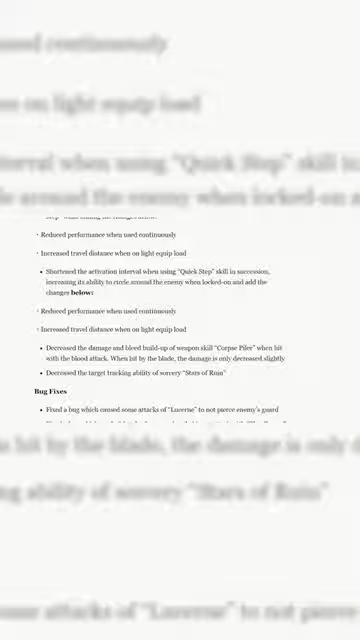 used continuously
on light equip load
interval when using "Quick Step" skill in
around the enemy when locked-on a
· Reduced performance when used continuously
· Increased travel distance when on light equip load
• Shortened the activation interval when using "Quick Step" skill in succession,
increasing its ability to circle around the enemy when locked-on and add the
changes below:
· Reduced performance when used continuously
· Increased travel distance when on light equip load
• Decreased the damage and bleed build-up of weapon skill "Corpse Piler" when hit
with the blood attack. When hit by the blade, the damage is only decreased slightly
• Decreased the target tracking ability of sorcery "Stars of Ruin"
Bug Fixes
• Fixed a bug which caused some attacks of "Lucerne" to not pierce enemy's guard
hit by the blade, the damage is only d
ng ability of sorcery "Stars of Ruin"
some attacks of "Lucerne" to not pierce